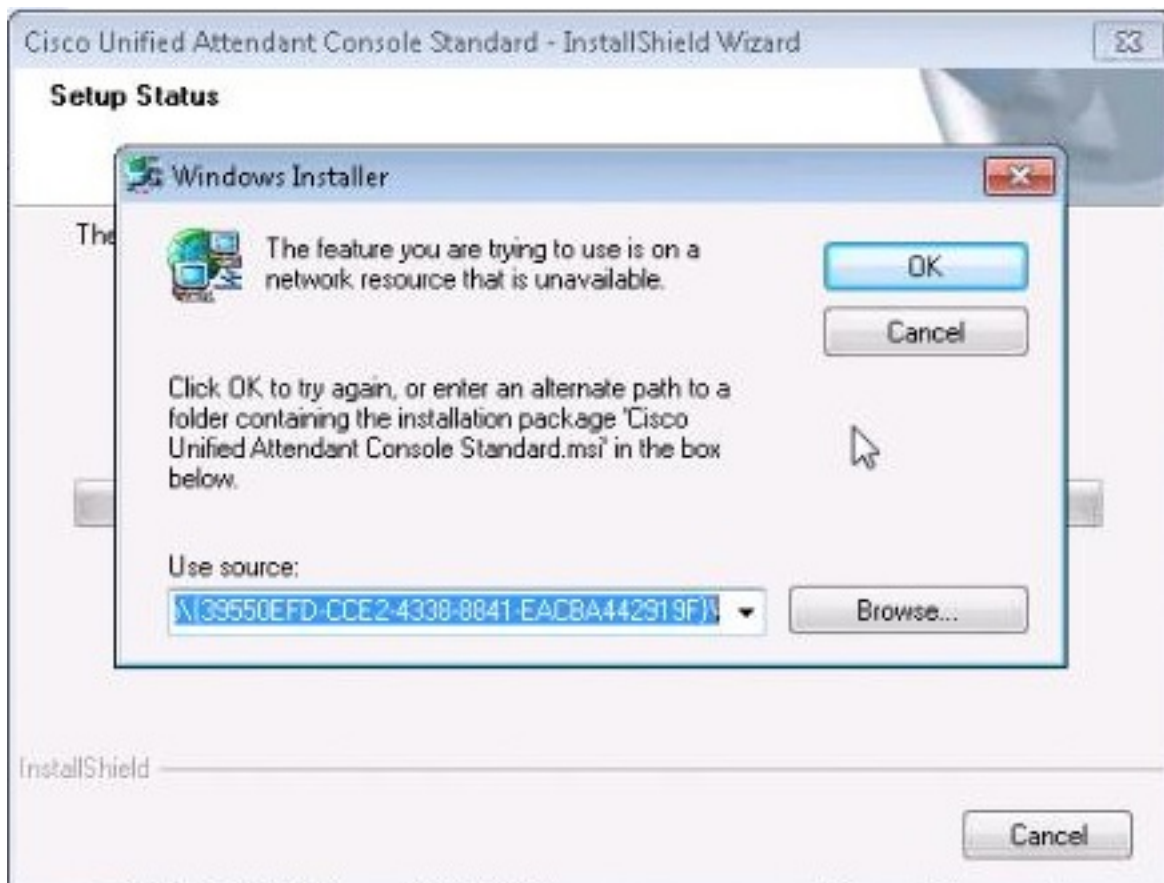 Cisco Unified Attendant Console Standard - InstallShield Wizard
Setup Status
Windows Installer
The
The feature you are trying to use is on a
network resource that is unavailable.
OK
Cancel
Click OK to try again, or enter an alternate path to a
folder containing the installation package 'Cisco
Unified Attendant Console Standard.msi' in the box
below.
Use source:
\{39550EFD-CCE2-4338-8841-EACBA442919F}\
Browse...
InstallShield
Cancel